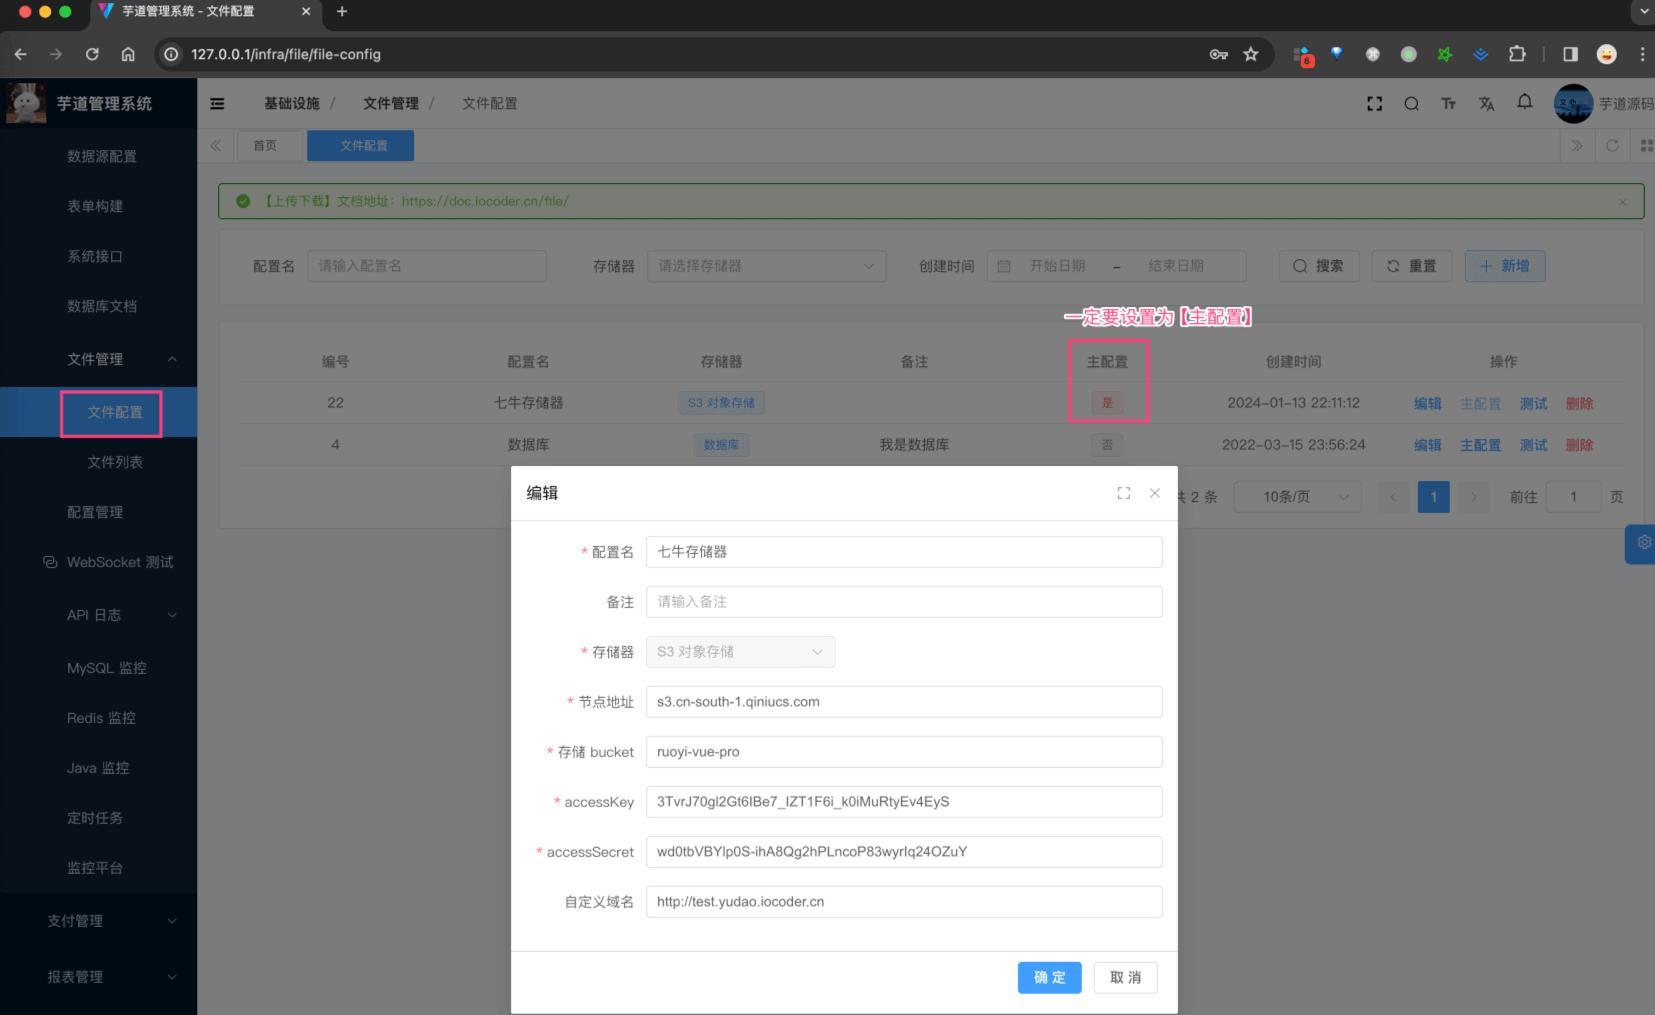 芋道管理系统 - 文件配置
127.0.0.1/infra/file/file-config
6
芋道管理系统
基础设施 / 文件管理 / 文件配置
芋道源码
首页
文件配置
数据源配置
表单构建
系统接口
数据库文档
文件管理
文件配置
文件列表
配置管理
WebSocket 测试
API 日志
MySQL 监控
Redis 监控
Java 监控
定时任务
监控平台
支付管理
报表管理
【上传下载】文档地址：https://doc.iocoder.cn/file/
配置名 请输入配置名 存储器 请选择存储器 创建时间 开始日期 - 结束日期 搜索 重置 新增
一定要设置为【主配置】
编号 配置名 存储器 备注 主配置 创建时间 操作
22 七牛存储器 S3 对象存储 是 2024-01-13 22:11:12 编辑 主配置 测试 删除
4 数据库 数据库 我是数据库 否 2022-03-15 23:56:24 编辑 主配置 测试 删除
共 2 条 10条/页 1 前往 1 页
编辑
* 配置名 七牛存储器
备注 请输入备注
* 存储器 S3 对象存储
* 节点地址 s3.cn-south-1.qiniucs.com
* 存储 bucket ruoyi-vue-pro
* accessKey 3TvrJ70gl2Gt6IBe7_IZT1F6i_k0iMuRtyEv4EyS
* accessSecret wd0tbVBYlp0S-ihA8Qg2hPLncoP83wyrIq24OZuY
自定义域名 http://test.yudao.iocoder.cn
确 定 取 消